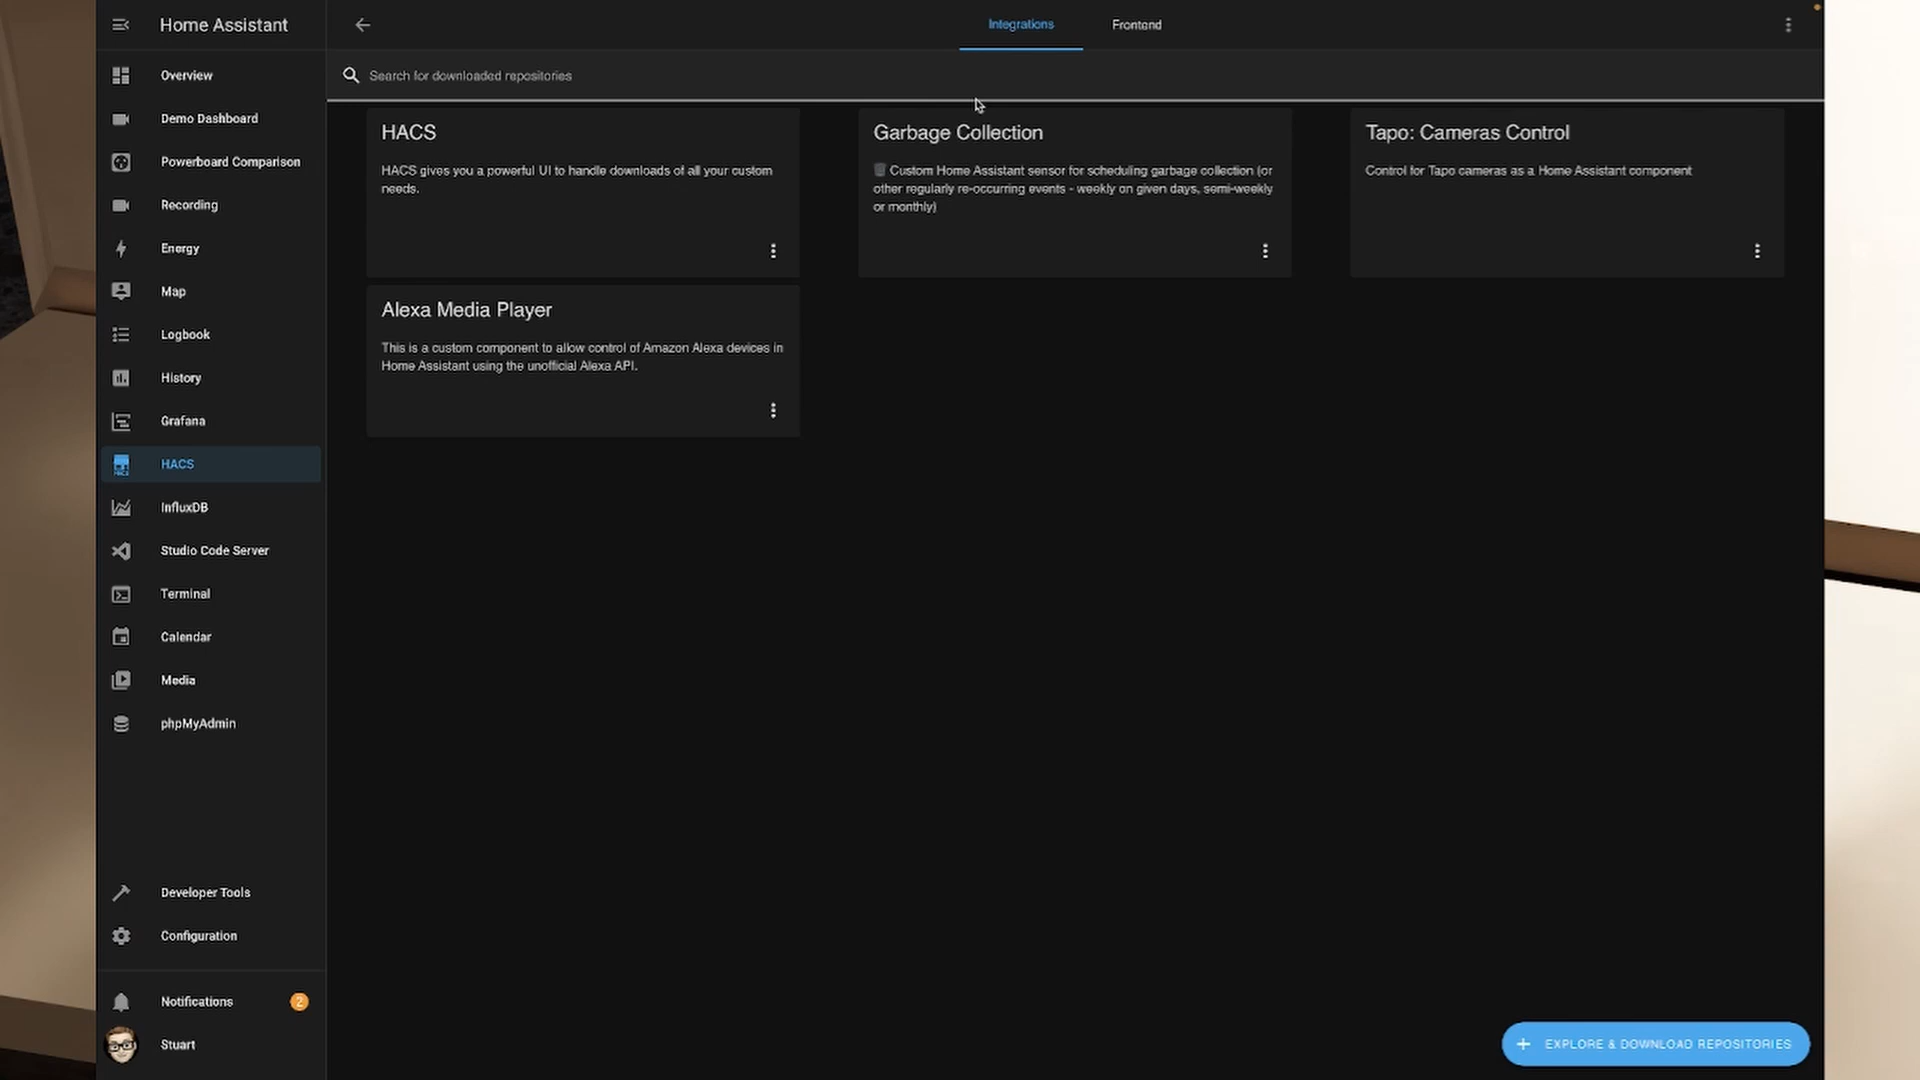 Home Assistant
Integrations
Frontend
Overview
Search for downloaded repositories
Demo Dashboard
Powerboard Comparison
Recording
Energy
Map
Logbook
History
Grafana
HACS
InfluxDB
Studio Code Server
Terminal
Calendar
Media
phpMyAdmin
Developer Tools
Configuration
Notifications
2
Stuart
HACS
HACS gives you a powerful UI to handle downloads of all your custom
needs.
Garbage Collection
Custom Home Assistant sensor for scheduling garbage collection (or
other regularly re-occurring events - weekly on given days, semi-weekly
or monthly)
Tapo: Cameras Control
Control for Tapo cameras as a Home Assistant component
Alexa Media Player
This is a custom component to allow control of Amazon Alexa devices in
Home Assistant using the unofficial Alexa API.
+ EXPLORE & DOWNLOAD REPOSITORIES